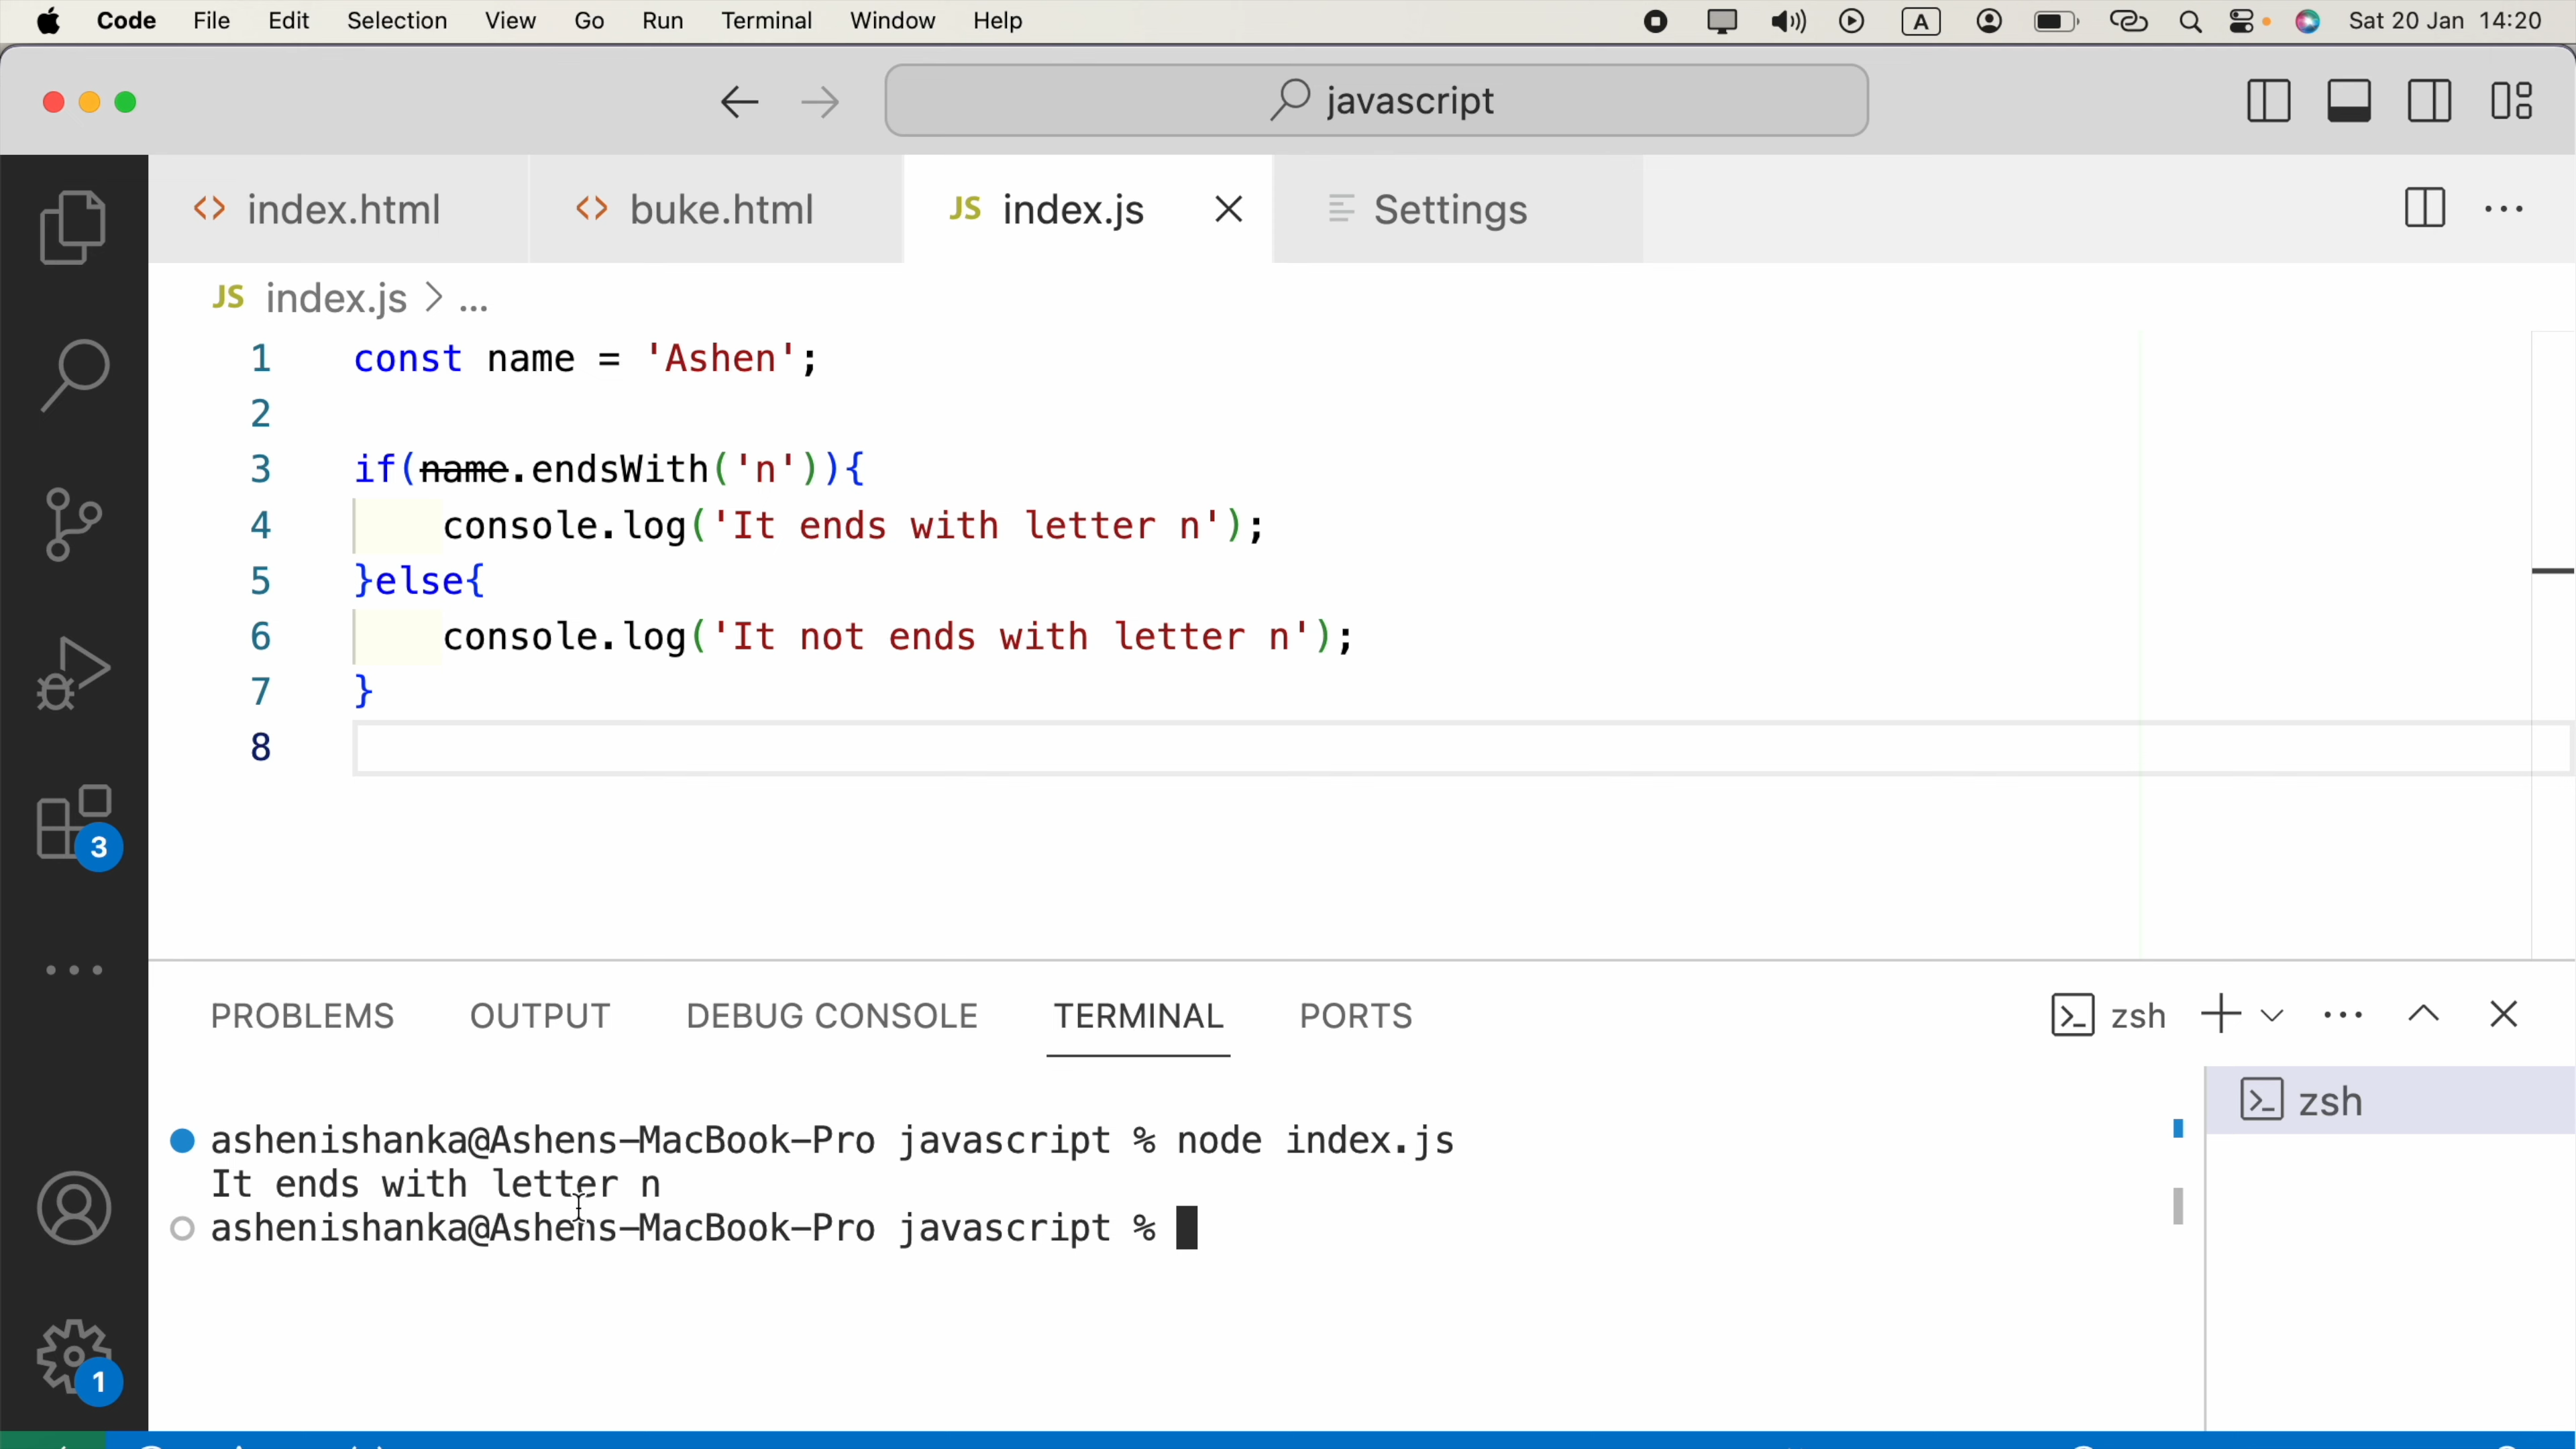 Code File Edit Selection View Go Run Terminal Window Help A Sat 20 Jan 14:20
javascript
<> index.html <> buke.html JS index.js Settings
JS index.js > ...
1 const name = 'Ashen';
2
3 if(name.endsWith('n')){
4 console.log('It ends with letter n');
5 }else{
6 console.log('It not ends with letter n');
7 }
8
3
PROBLEMS OUTPUT DEBUG CONSOLE TERMINAL PORTS zsh
zsh
ashenishanka@Ashens-MacBook-Pro javascript % node index.js
It ends with letter n
ashenishanka@Ashens-MacBook-Pro javascript %
1